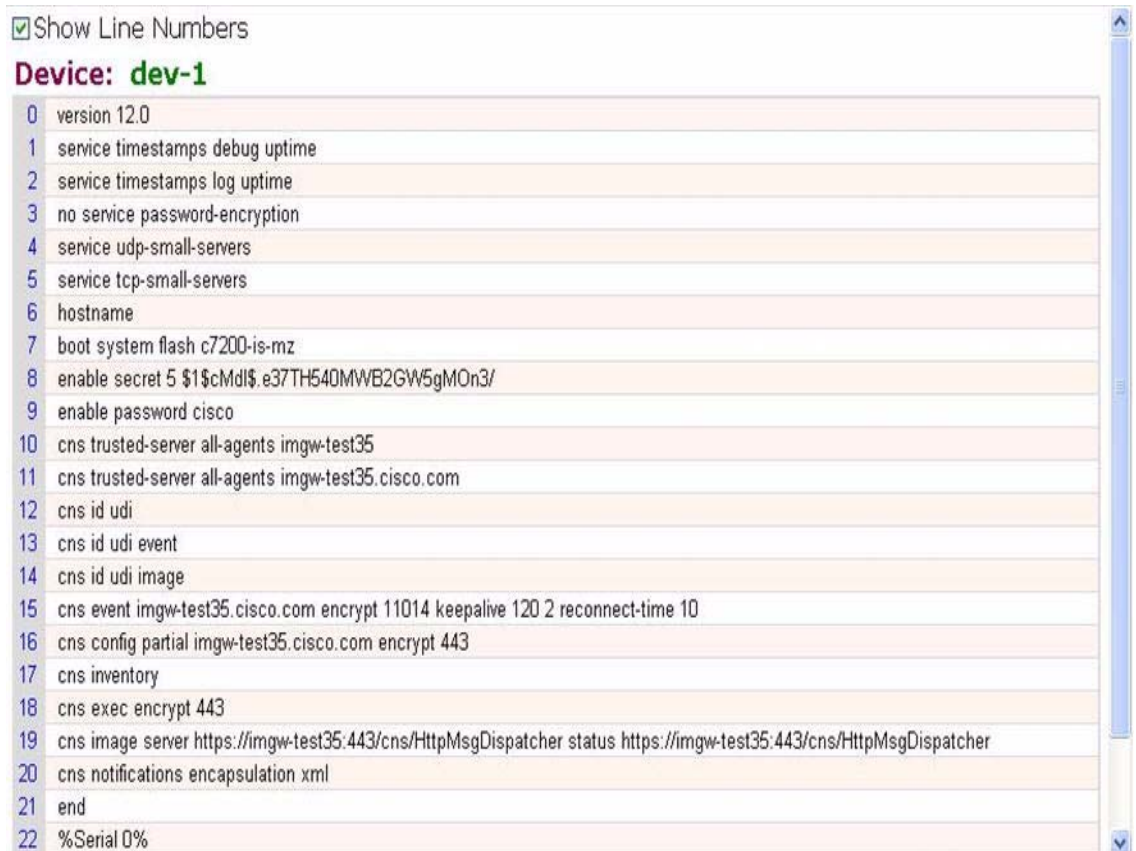 Show Line Numbers
Device: dev-1
0 version 12.0
1 service timestamps debug uptime
2 service timestamps log uptime
3 no service password-encryption
4 service udp-small-servers
5 service tcp-small-servers
6 hostname
7 boot system flash c7200-is-mz
8 enable secret 5 $1$cMdI$.e37TH540MWB2GW5gMOn3/
9 enable password cisco
10 cns trusted-server all-agents imgw-test35
11 cns trusted-server all-agents imgw-test35.cisco.com
12 cns id udi
13 cns id udi event
14 cns id udi image
15 cns event imgw-test35.cisco.com encrypt 11014 keepalive 120 2 reconnect-time 10
16 cns config partial imgw-test35.cisco.com encrypt 443
17 cns inventory
18 cns exec encrypt 443
19 cns image server https://imgw-test35:443/cns/HttpMsgDispatcher status https://imgw-test35:443/cns/HttpMsgDispatcher
20 cns notifications encapsulation xml
21 end
22 %Serial 0%